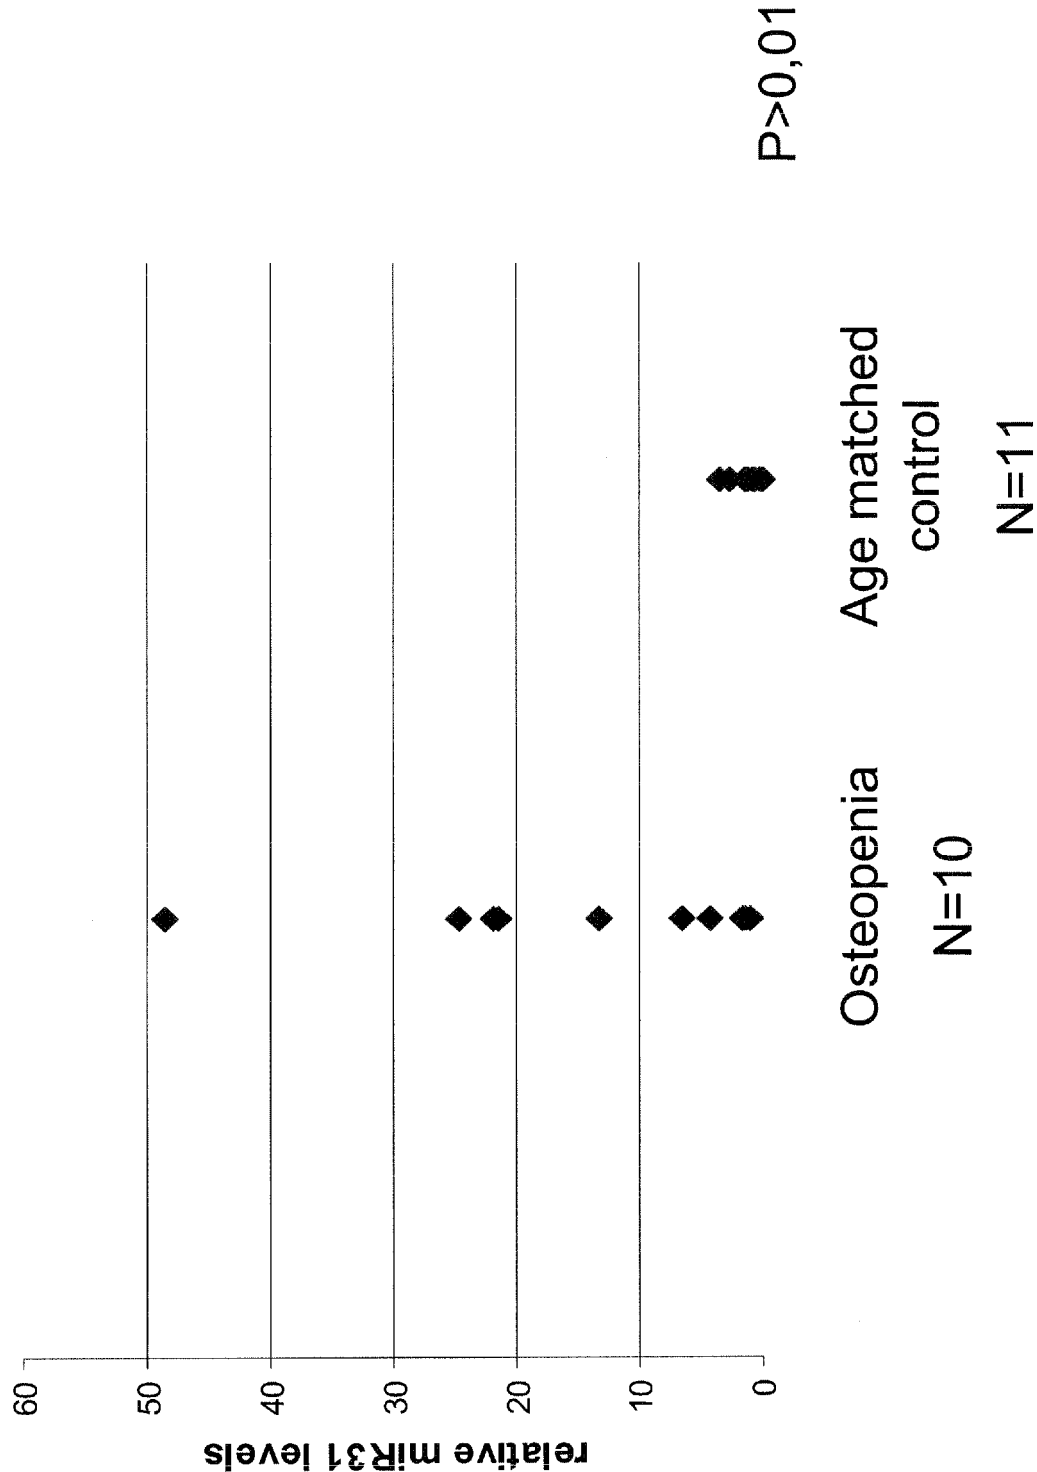 relative miR31 levels
60
50
40
30
20
10
0
Osteopenia
N=10
Age matched
control
N=11
P>0,01